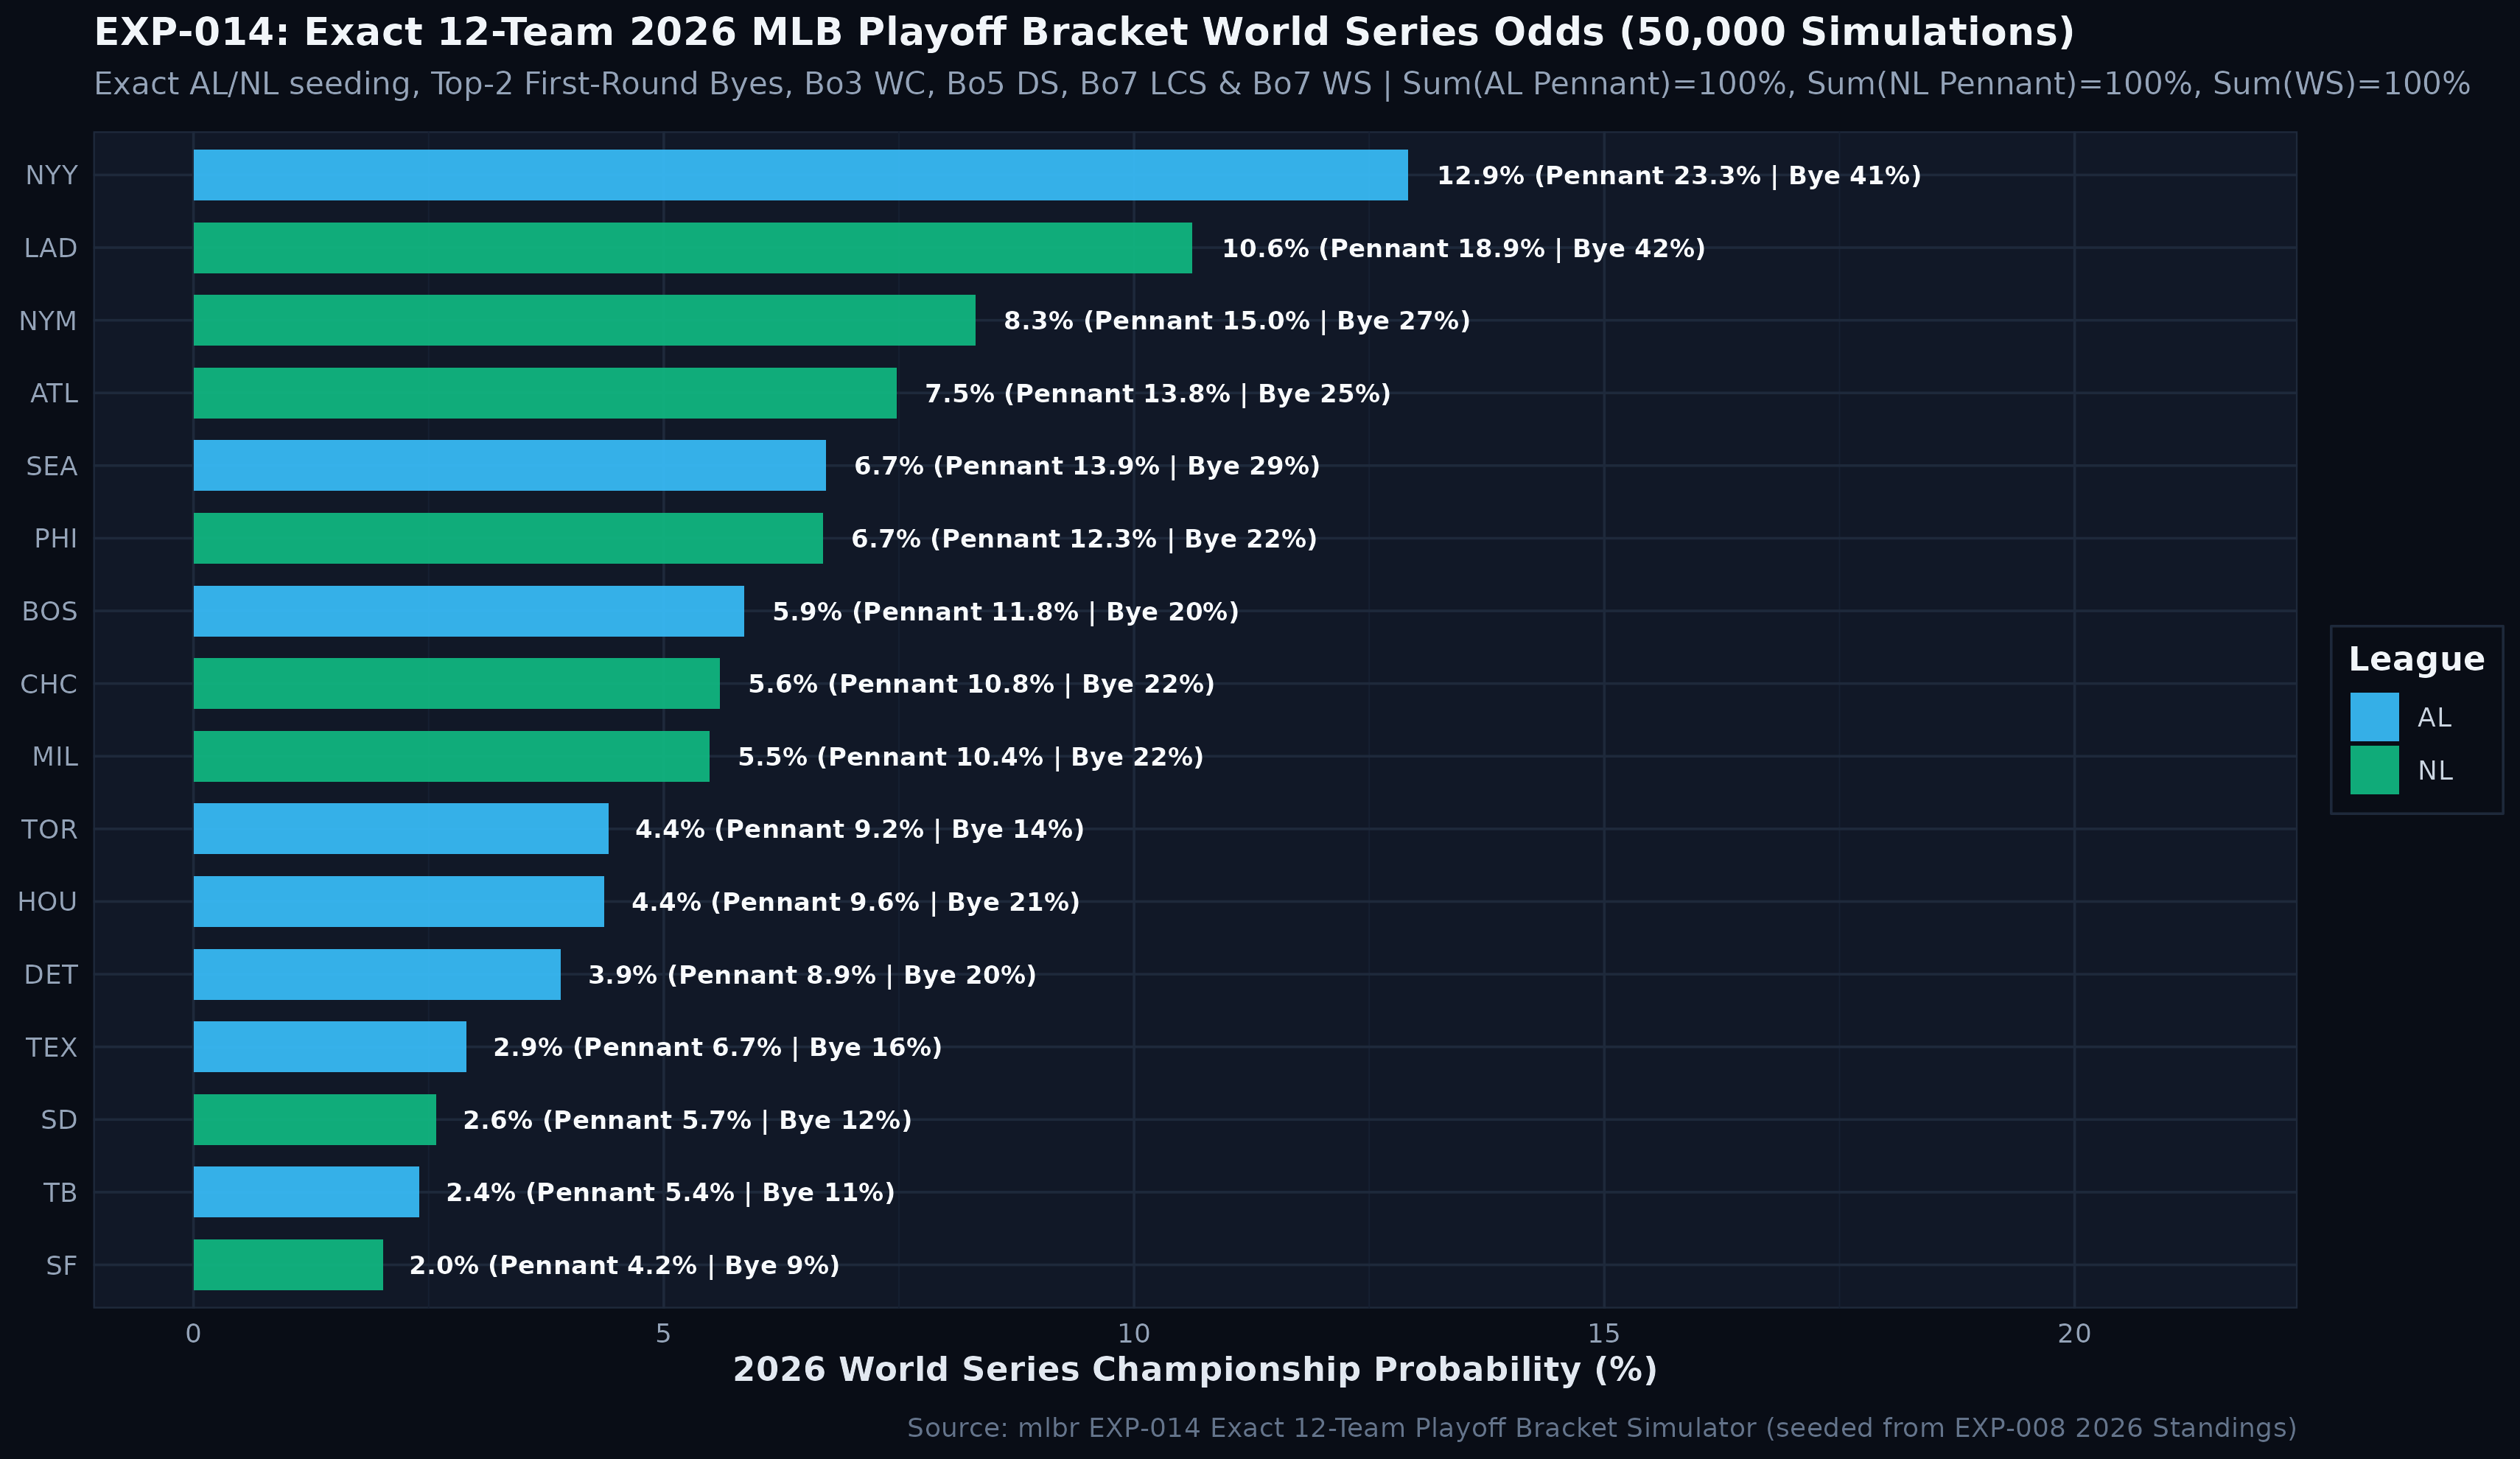 EXP-014: Exact 12-Team 2026 MLB Playoff Bracket World Series Odds (50,000 Simulations)
Exact AL/NL seeding, Top-2 First-Round Byes, Bo3 WC, Bo5 DS, Bo7 LCS & Bo7 WS | Sum(AL Pennant)=100%, Sum(NL Pennant)=100%, Sum(WS)=100%
NYY 12.9% (Pennant 23.3% | Bye 41%)
LAD 10.6% (Pennant 18.9% | Bye 42%)
NYM 8.3% (Pennant 15.0% | Bye 27%)
ATL 7.5% (Pennant 13.8% | Bye 25%)
SEA 6.7% (Pennant 13.9% | Bye 29%)
PHI 6.7% (Pennant 12.3% | Bye 22%)
BOS 5.9% (Pennant 11.8% | Bye 20%)
CHC 5.6% (Pennant 10.8% | Bye 22%)
MIL 5.5% (Pennant 10.4% | Bye 22%)
TOR 4.4% (Pennant 9.2% | Bye 14%)
HOU 4.4% (Pennant 9.6% | Bye 21%)
DET 3.9% (Pennant 8.9% | Bye 20%)
TEX 2.9% (Pennant 6.7% | Bye 16%)
SD 2.6% (Pennant 5.7% | Bye 12%)
TB 2.4% (Pennant 5.4% | Bye 11%)
SF 2.0% (Pennant 4.2% | Bye 9%)
League
AL
NL
0 5 10 15 20
2026 World Series Championship Probability (%)
Source: mlbr EXP-014 Exact 12-Team Playoff Bracket Simulator (seeded from EXP-008 2026 Standings)